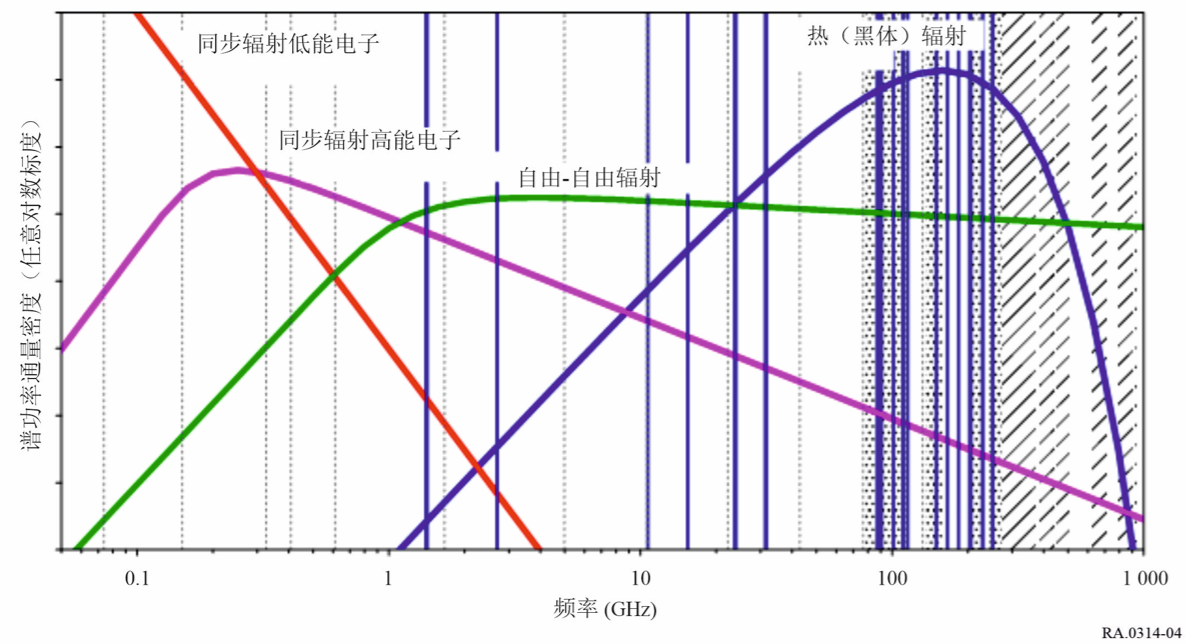 同步辐射低能电子
热（黑体）辐射
同步辐射高能电子
自由-自由辐射
谱功率通量密度（任意对数标度）
0.1
1
10
100
1 000
频率 (GHz)
RA.0314-04